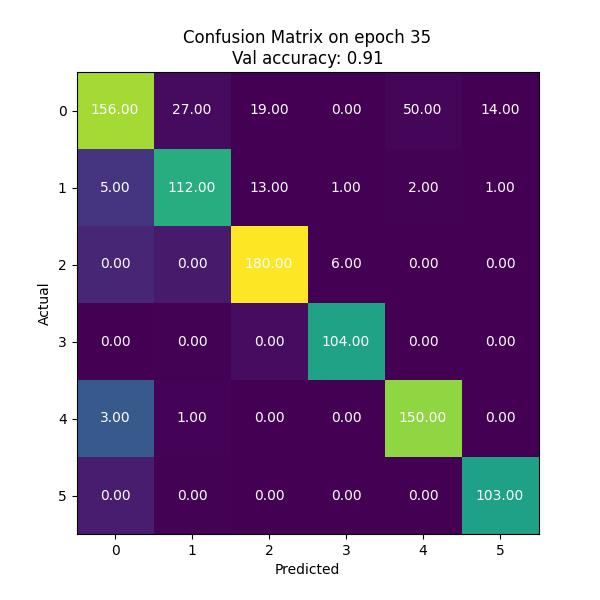 Confusion Matrix on epoch 35
Val accuracy: 0.91
0 156.00 27.00 19.00 0.00 50.00 14.00
1 5.00 112.00 13.00 1.00 2.00 1.00
2 0.00 0.00 180.00 6.00 0.00 0.00
Actual
3 0.00 0.00 0.00 104.00 0.00 0.00
4 3.00 1.00 0.00 0.00 150.00 0.00
5 0.00 0.00 0.00 0.00 0.00 103.00
0 1 2 3 4 5
Predicted